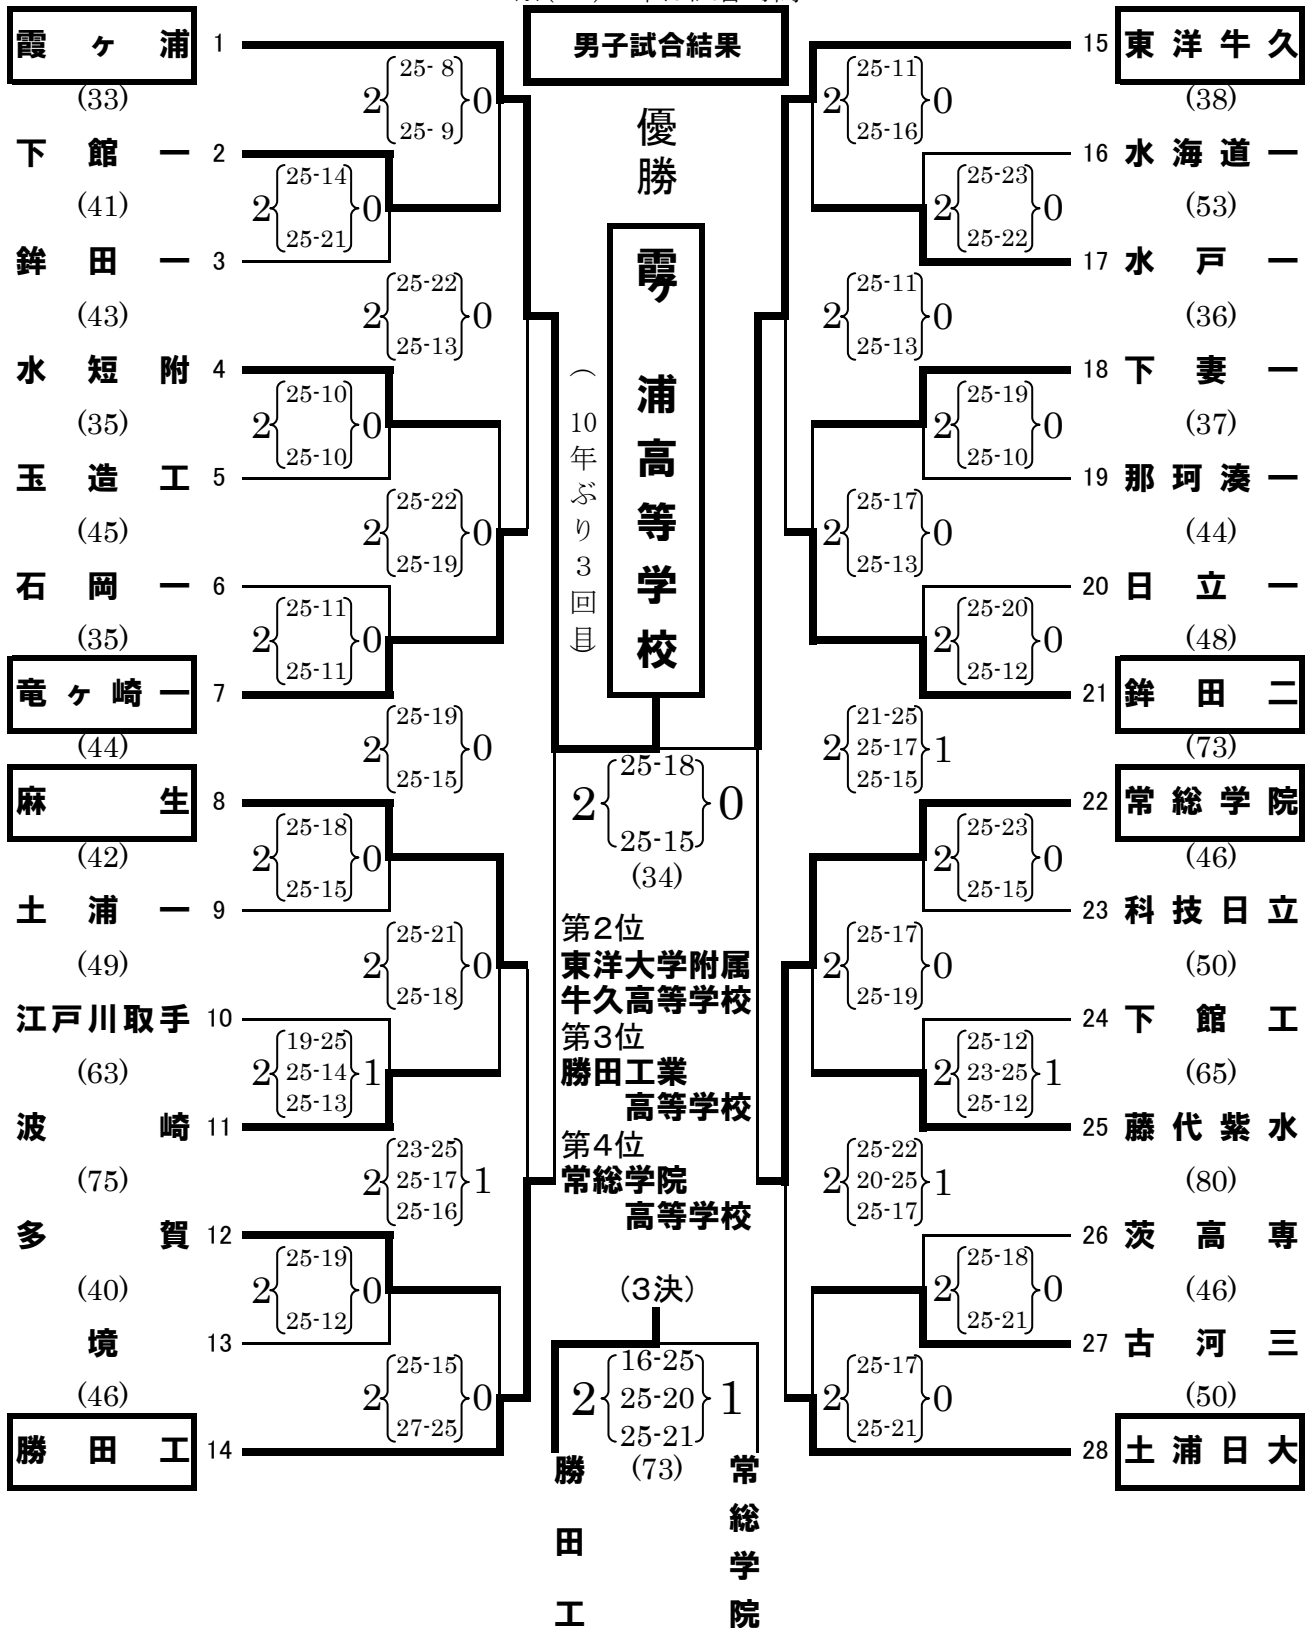 男子試合結果
優勝
霞ヶ浦高等学校
(10年ぶり3回目)
霞ヶ浦 1
(33)
2 25-8 0
25-9
下館一 2
2 25-14 0
25-21
(41)
鉾田一 3
(43)
2 25-22 0
25-13
水短附 4
(35)
2 25-10 0
25-10
玉造工 5
(45)
2 25-22 0
25-19
石岡一 6
(35)
2 25-11 0
25-11
竜ヶ崎一 7
(44)
2 25-19 0
25-15
麻生 8
(42)
2 25-18 0
25-15
土浦一 9
(49)
2 25-21 0
25-18
江戸川取手 10
(63)
2 19-25 1
25-14
25-13
波崎 11
(75)
2 23-25 1
25-17
25-16
多賀 12
(40)
2 25-19 0
25-12
境 13
(46)
2 25-15 0
27-25
勝田工 14
2 25-18 0
25-15
(34)
第2位
東洋大学附属
牛久高等学校
第3位
勝田工業
高等学校
第4位
常総学院
高等学校
(3決)
2 16-25 1
25-20
25-21
(73)
勝田工
常総学院
15 東洋牛久
(38)
2 25-11 0
25-16
16 水海道一
(53)
2 25-23 0
25-22
17 水戸一
(36)
2 25-11 0
25-13
18 下妻一
(37)
2 25-19 0
25-10
19 那珂湊一
(44)
2 25-17 0
25-13
20 日立一
(48)
2 25-20 0
25-12
21 鉾田二
(73)
2 21-25 1
25-17
25-15
22 常総学院
(46)
2 25-23 0
25-15
23 科技日立
(50)
2 25-17 0
25-19
24 下館工
(65)
2 25-12 1
23-25
25-12
25 藤代紫水
(80)
2 25-22 1
20-25
25-17
26 茨高専
(46)
2 25-18 0
25-21
27 古河三
(50)
2 25-17 0
25-21
28 土浦日大